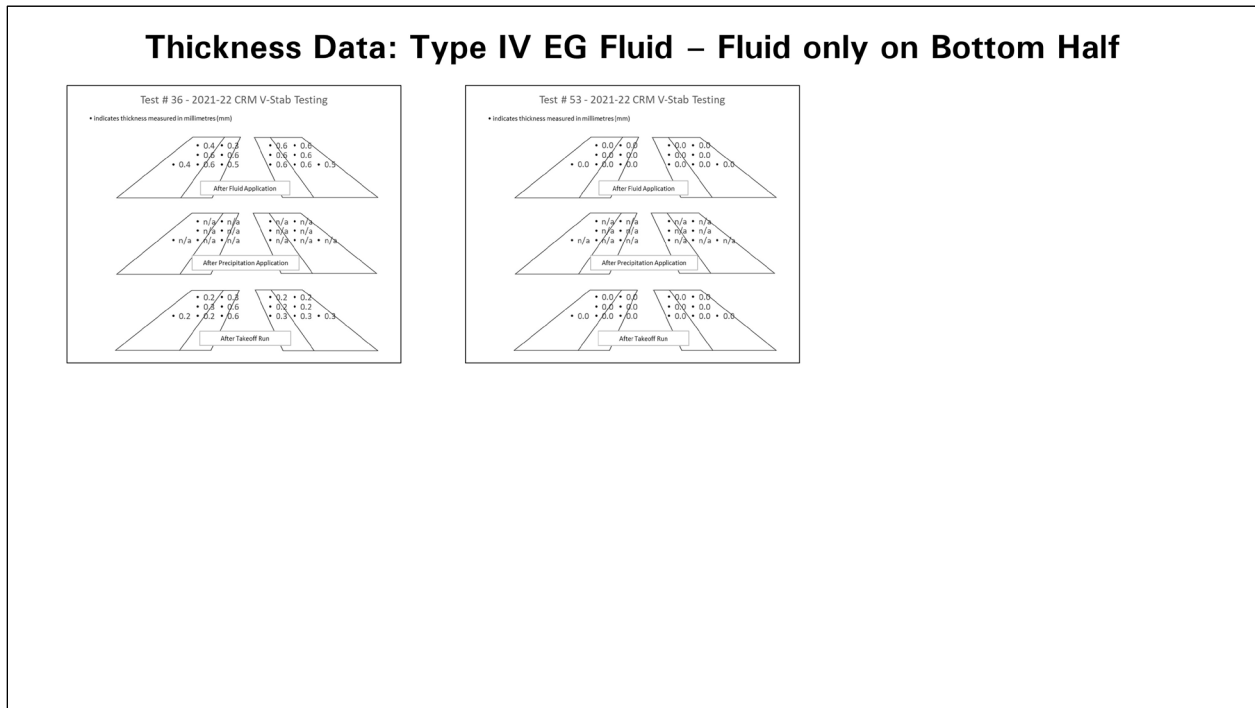 Thickness Data: Type IV EG Fluid – Fluid only on Bottom Half
Test # 36 - 2021-22 CRM V-Stab Testing
• indicates thickness measured in millimetres (mm)
• 0.4 • 0.3 • 0.6 • 0.6
• 0.6 • 0.6 • 0.6 • 0.6
• 0.4 • 0.6 • 0.5 • 0.6 • 0.6 • 0.5
After Fluid Application
• n/a • n/a • n/a • n/a
• n/a • n/a • n/a • n/a
• n/a • n/a • n/a • n/a • n/a • n/a
After Precipitation Application
• 0.2 • 0.3 • 0.2 • 0.2
• 0.3 • 0.6 • 0.2 • 0.2
• 0.2 • 0.2 • 0.6 • 0.3 • 0.3 • 0.3
After Takeoff Run
Test # 53 - 2021-22 CRM V-Stab Testing
• indicates thickness measured in millimetres (mm)
• 0.0 • 0.0 • 0.0 • 0.0
• 0.0 • 0.0 • 0.0 • 0.0
• 0.0 • 0.0 • 0.0 • 0.0 • 0.0 • 0.0
After Fluid Application
• n/a • n/a • n/a • n/a
• n/a • n/a • n/a • n/a
• n/a • n/a • n/a • n/a • n/a • n/a
After Precipitation Application
• 0.0 • 0.0 • 0.0 • 0.0
• 0.0 • 0.0 • 0.0 • 0.0
• 0.0 • 0.0 • 0.0 • 0.0 • 0.0 • 0.0
After Takeoff Run